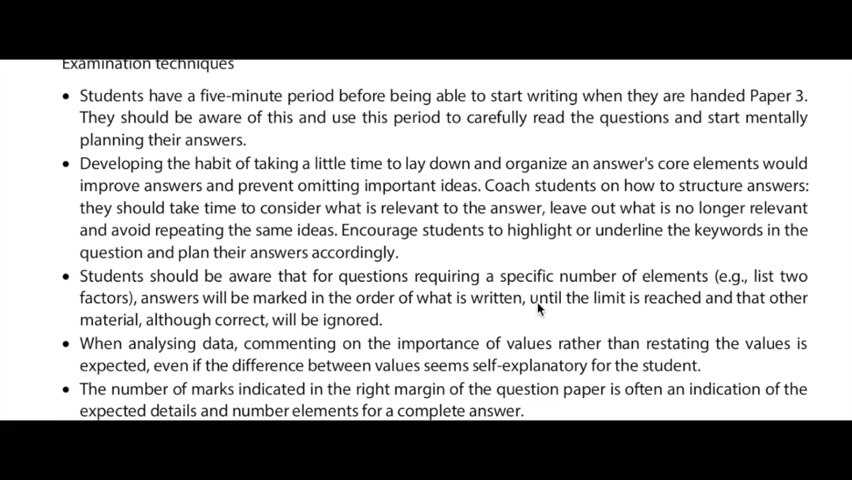 Examination techniques
• Students have a five-minute period before being able to start writing when they are handed Paper 3.
They should be aware of this and use this period to carefully read the questions and start mentally
planning their answers.
• Developing the habit of taking a little time to lay down and organize an answer's core elements would
improve answers and prevent omitting important ideas. Coach students on how to structure answers:
they should take time to consider what is relevant to the answer, leave out what is no longer relevant
and avoid repeating the same ideas. Encourage students to highlight or underline the keywords in the
question and plan their answers accordingly.
• Students should be aware that for questions requiring a specific number of elements (e.g., list two
factors), answers will be marked in the order of what is written, until the limit is reached and that other
material, although correct, will be ignored.
• When analysing data, commenting on the importance of values rather than restating the values is
expected, even if the difference between values seems self-explanatory for the student.
• The number of marks indicated in the right margin of the question paper is often an indication of the
expected details and number elements for a complete answer.